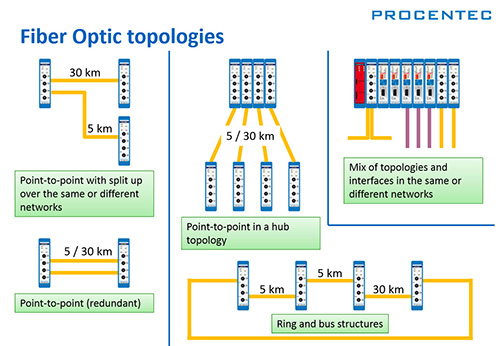 PROCENTEC
Fiber Optic topologies
30 km
5 km
Point-to-point with split up
over the same or different
networks
5 / 30 km
Point-to-point (redundant)
5 / 30 km
Point-to-point in a hub
topology
Mix of topologies and
interfaces in the same or
different networks
5 km
5 km
30 km
Ring and bus structures